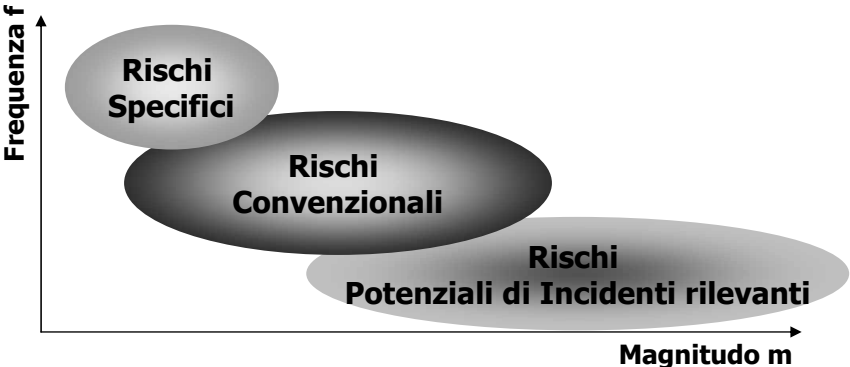 Frequenza f
Rischi
Specifici
Rischi
Convenzionali
Rischi
Potenziali di Incidenti rilevanti
Magnitudo m